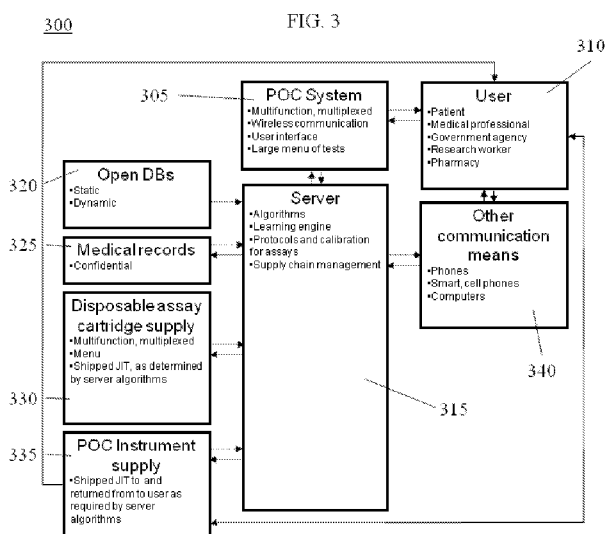 300
FIG. 3
310
305
POC System
•Multifunction, multiplexed
•Wireless communication
•User interface
•Large menu of tests
User
•Patient
•Medical professional
•Government agency
•Research worker
•Pharmacy
320
Open DBs
•Static
•Dynamic
Server
•Algorithms
•Learning engine
•Protocols and calibration
for assays
•Supply chain management
Other
communication
means
•Phones
•Smart, cell phones
•Computers
325
Medical records
•Confidential
Disposable assay
cartridge supply
•Multifunction, multiplexed
•Menu
•Shipped JIT, as determined
by server algorithms
330
340
315
335
POC Instrument
supply
•Shipped JIT to and
returned from to user as
required by server
algorithms